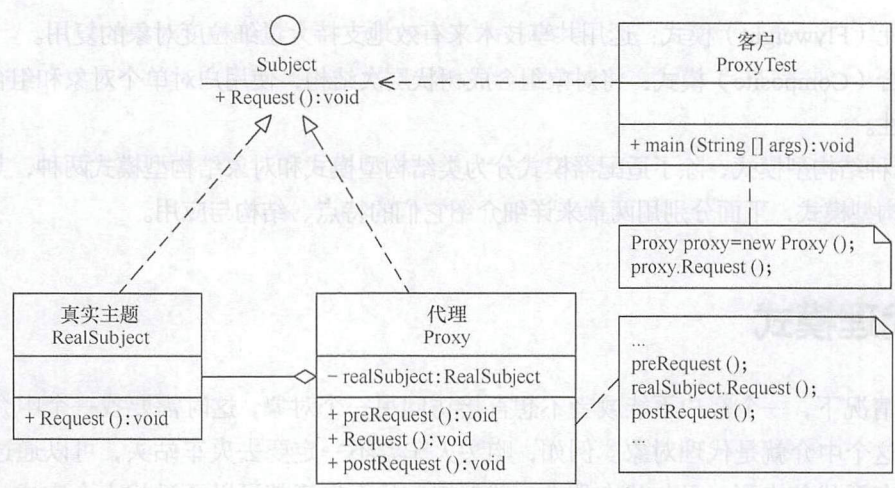 Subject
+ Request():void
客户
ProxyTest
+ main (String [] args):void
Proxy proxy=new Proxy ();
proxy.Request ();
真实主题
RealSubject
+ Request():void
代理
Proxy
− realSubject:RealSubject
+ preRequest():void
+ Request():void
+ postRequest():void
...
preRequest ();
realSubject.Request ();
postRequest ();